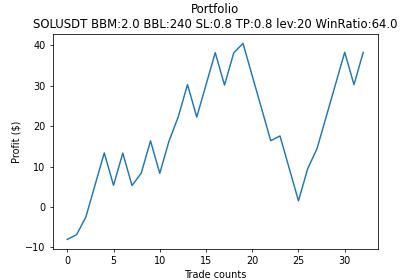 Portfolio
SOLUSDT BBM:2.0 BBL:240 SL:0.8 TP:0.8 lev:20 WinRatio:64.0
40
30
20
10
0
−10
Profit ($)
0 5 10 15 20 25 30
Trade counts